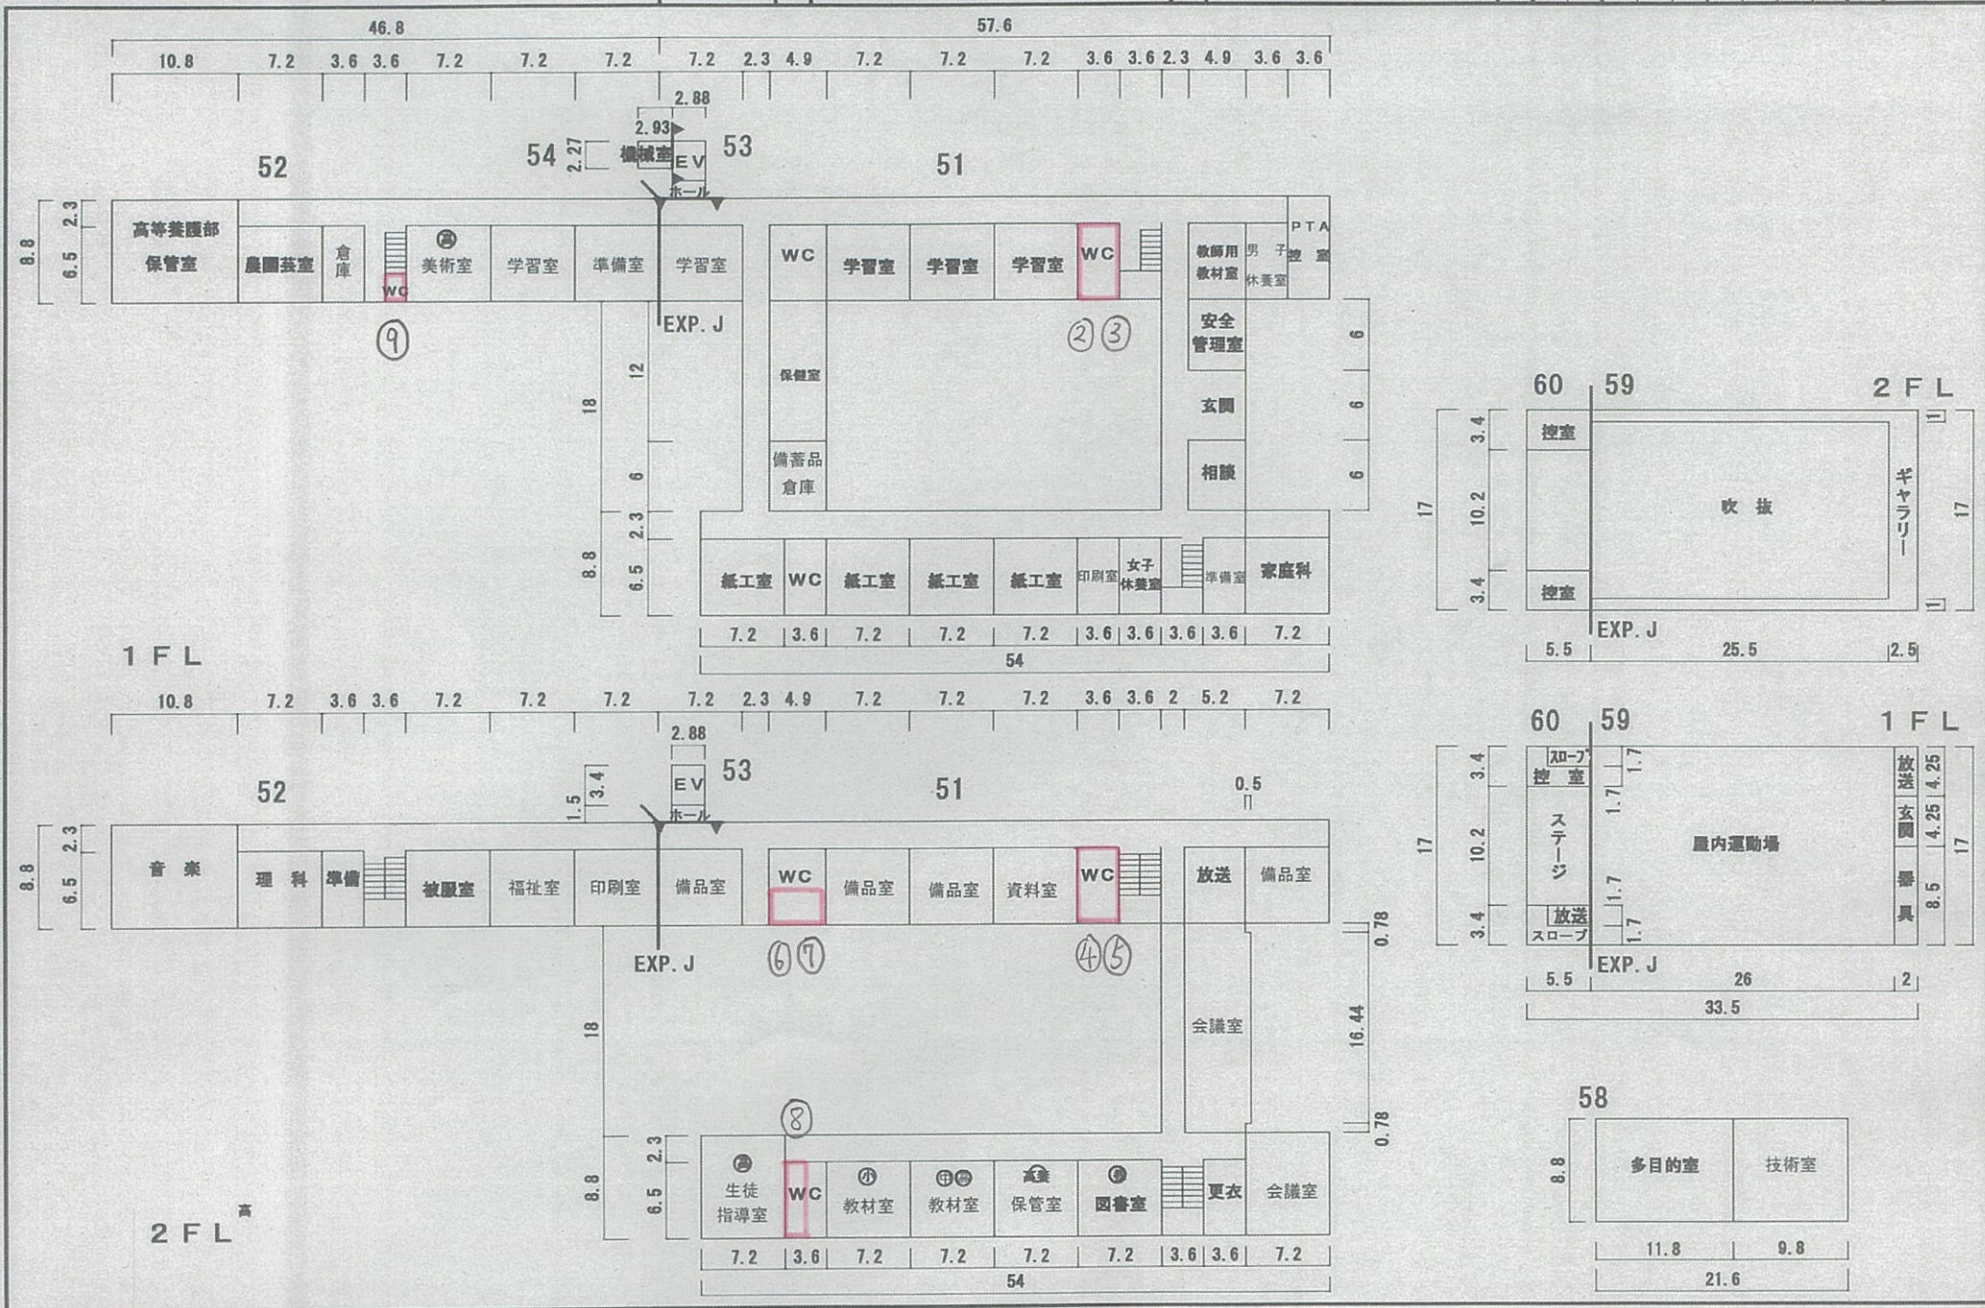 46.8 57.6
10.8 7.2 3.6 3.6 7.2 7.2 7.2 7.2 2.3 4.9 7.2 7.2 7.2 3.6 3.6 2.3 4.9 3.6 3.6
2.88
2.93
2.27
52 54 機械室 EV 53 51
ホール
8.8 2.3 6.5
高等養護部
保管室
農園芸室
倉庫
WC
高
美術室
学習室
準備室
学習室
WC
学習室
学習室
学習室
WC
教師用
教材室
男子
休養室
PTA
控室
⑨
EXP. J
②③
安全
管理室
保健室
玄関
備蓄品
倉庫
相談
18 12 6
6 6 6
8.8 2.3 6.5
紙工室 WC 紙工室 紙工室 紙工室 印刷室 女子
休養室
準備室 家庭科
7.2 3.6 7.2 7.2 7.2 3.6 3.6 3.6 3.6 7.2
54
1FL
10.8 7.2 3.6 3.6 7.2 7.2 7.2 7.2 2.3 4.9 7.2 7.2 7.2 3.6 3.6 2 5.2 7.2
2.88
52 1.5 3.4 EV 53 51 0.5
ホール
8.8 2.3 6.5
音楽 理科 準備 被服室 福祉室 印刷室 備品室 WC 備品室 備品室 資料室 WC 放送 備品室
EXP. J
⑥⑦ ④⑤
0.78
18
会議室
16.44
0.78
⑧
8.8 2.3 6.5
高
生徒
指導室
WC
小
教材室
中
教材室
保管室
図書室
更衣
会議室
7.2 3.6 7.2 7.2 7.2 7.2 3.6 3.6 7.2
54
2FL
高
60 59 2FL
17 3.4 10.2 3.4
控室
吹抜
ギャラリー
控室
1 17 1
EXP. J
5.5 25.5 2.5
60 59 1FL
17 3.4 10.2 3.4
スロープ
控室
ステージ
放送
スロープ
1.7 1.7 1.7 1.7
屋内運動場
放送
玄関
器具
4.25 4.25 8.5 17
EXP. J
5.5 26 2
33.5
58
8.8
多目的室 技術室
11.8 9.8
21.6